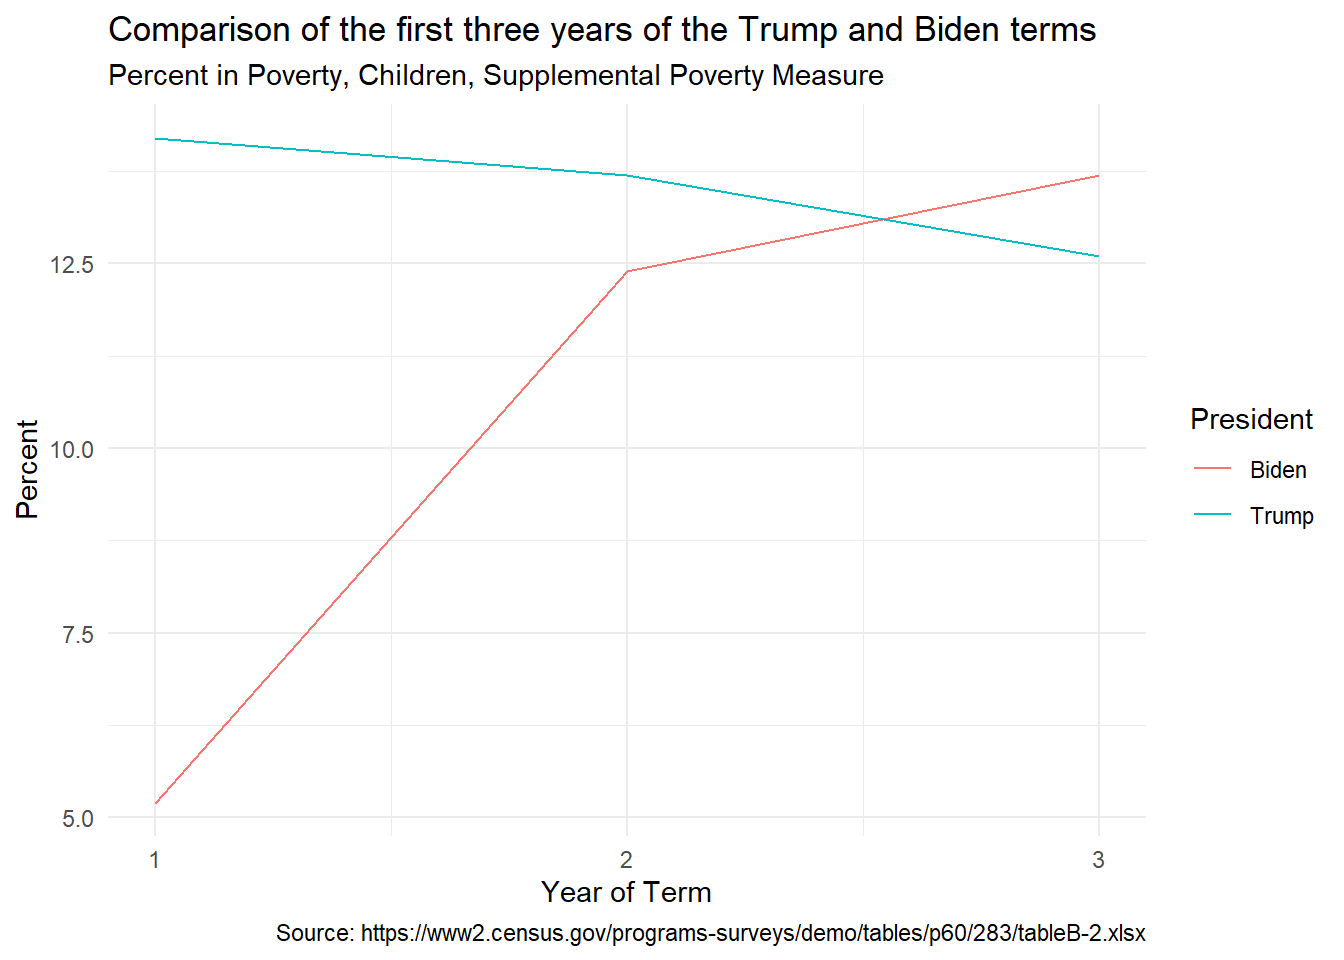 Comparison of the first three years of the Trump and Biden terms
Percent in Poverty, Children, Supplemental Poverty Measure
Percent
12.5
10.0
7.5
5.0
1 2 3
Year of Term
President
Biden
Trump
Source: https://www2.census.gov/programs-surveys/demo/tables/p60/283/tableB-2.xlsx